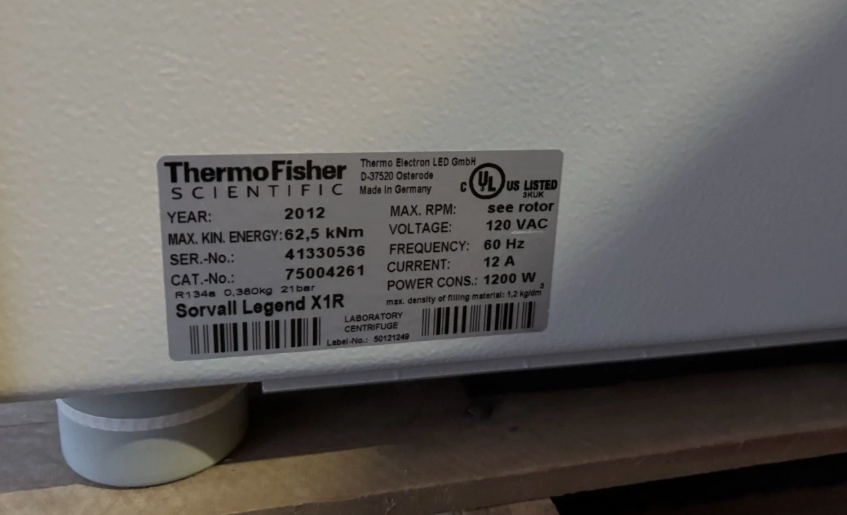 ThermoFisher
SCIENTIFIC
Thermo Electron LED GmbH
D-37520 Osterode
Made in Germany
C UL US LISTED
3KUK
YEAR: 2012
MAX. KIN. ENERGY: 62,5 kNm
SER.-No.: 41330536
CAT.-No.: 75004261
R134a 0,380kg 21bar
Sorvall Legend X1R
MAX. RPM: see rotor
VOLTAGE: 120 VAC
FREQUENCY: 60 Hz
CURRENT: 12 A
POWER CONS.: 1200 W
max. density of filling material: 1,2 kg/dm³
LABORATORY
CENTRIFUGE
Label-No.: 50121249